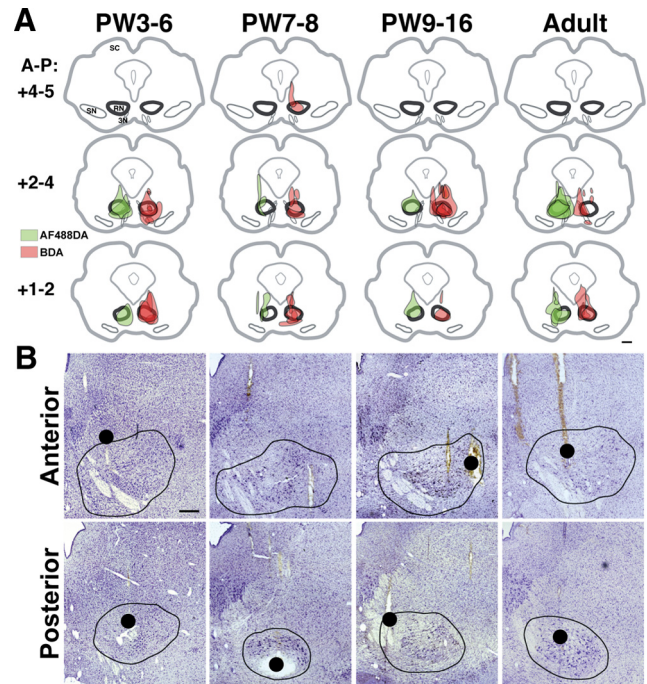 A
PW3-6 PW7-8 PW9-16 Adult
A-P:
SC
+4-5
SN RN
3N
+2-4
AF488DA
BDA
+1-2
B
Anterior
Posterior